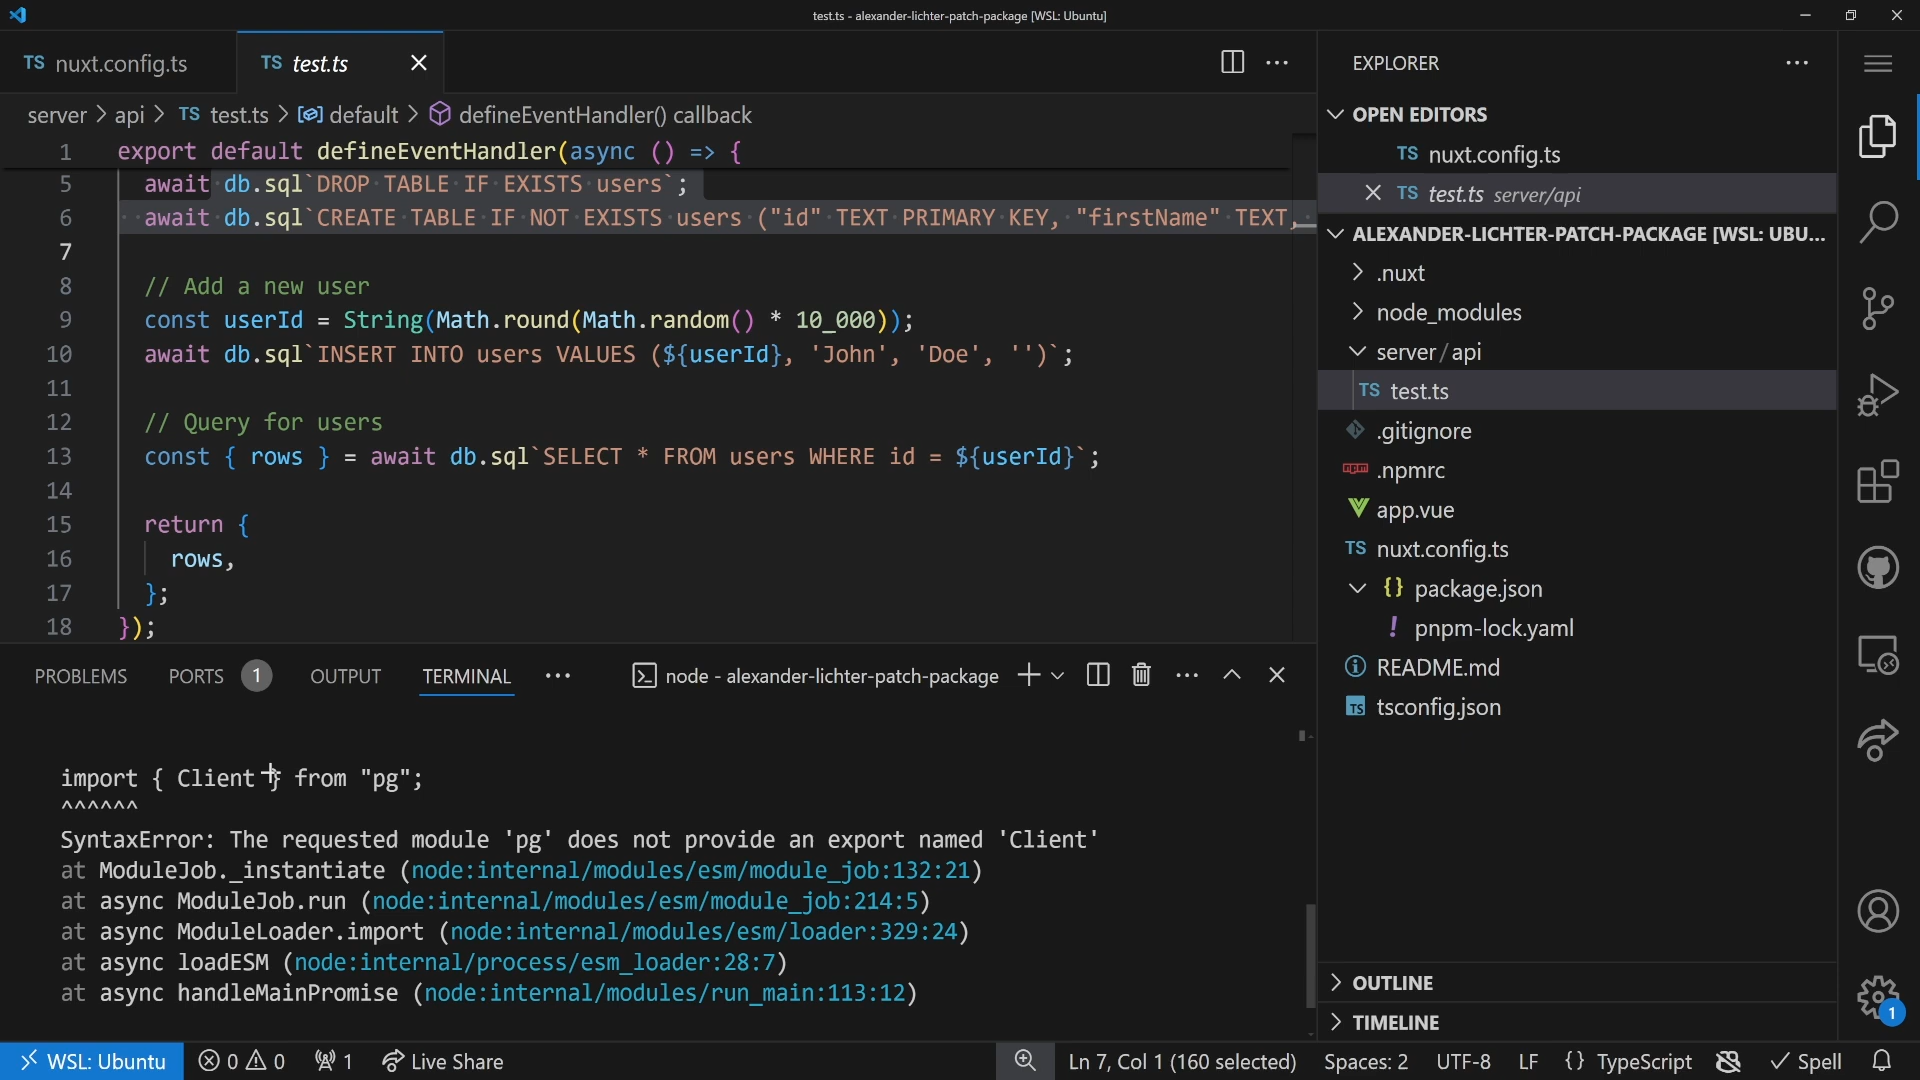 test.ts - alexander-lichter-patch-package [WSL: Ubuntu]
TS nuxt.config.ts
TS test.ts
server > api > TS test.ts > default > defineEventHandler() callback
1 export default defineEventHandler(async () => {
5 await db.sql`DROP TABLE IF EXISTS users`;
6 await db.sql`CREATE TABLE IF NOT EXISTS users ("id" TEXT PRIMARY KEY, "firstName" TEXT,
7
8 // Add a new user
9 const userId = String(Math.round(Math.random() * 10_000));
10 await db.sql`INSERT INTO users VALUES (${userId}, 'John', 'Doe', '')`;
11
12 // Query for users
13 const { rows } = await db.sql`SELECT * FROM users WHERE id = ${userId}`;
14
15 return {
16 rows,
17 };
18 });
PROBLEMS
PORTS 1
OUTPUT
TERMINAL
node - alexander-lichter-patch-package
import { Client } from "pg";
^^^^^^
SyntaxError: The requested module 'pg' does not provide an export named 'Client'
at ModuleJob._instantiate (node:internal/modules/esm/module_job:132:21)
at async ModuleJob.run (node:internal/modules/esm/module_job:214:5)
at async ModuleLoader.import (node:internal/modules/esm/loader:329:24)
at async loadESM (node:internal/process/esm_loader:28:7)
at async handleMainPromise (node:internal/modules/run_main:113:12)
EXPLORER
OPEN EDITORS
TS nuxt.config.ts
TS test.ts server/api
ALEXANDER-LICHTER-PATCH-PACKAGE [WSL: UBU...
.nuxt
node_modules
server/api
TS test.ts
.gitignore
npm .npmrc
app.vue
TS nuxt.config.ts
{} package.json
! pnpm-lock.yaml
README.md
TS tsconfig.json
OUTLINE
TIMELINE
1
WSL: Ubuntu
0
0
1
Live Share
Ln 7, Col 1 (160 selected)
Spaces: 2
UTF-8
LF
{} TypeScript
Spell